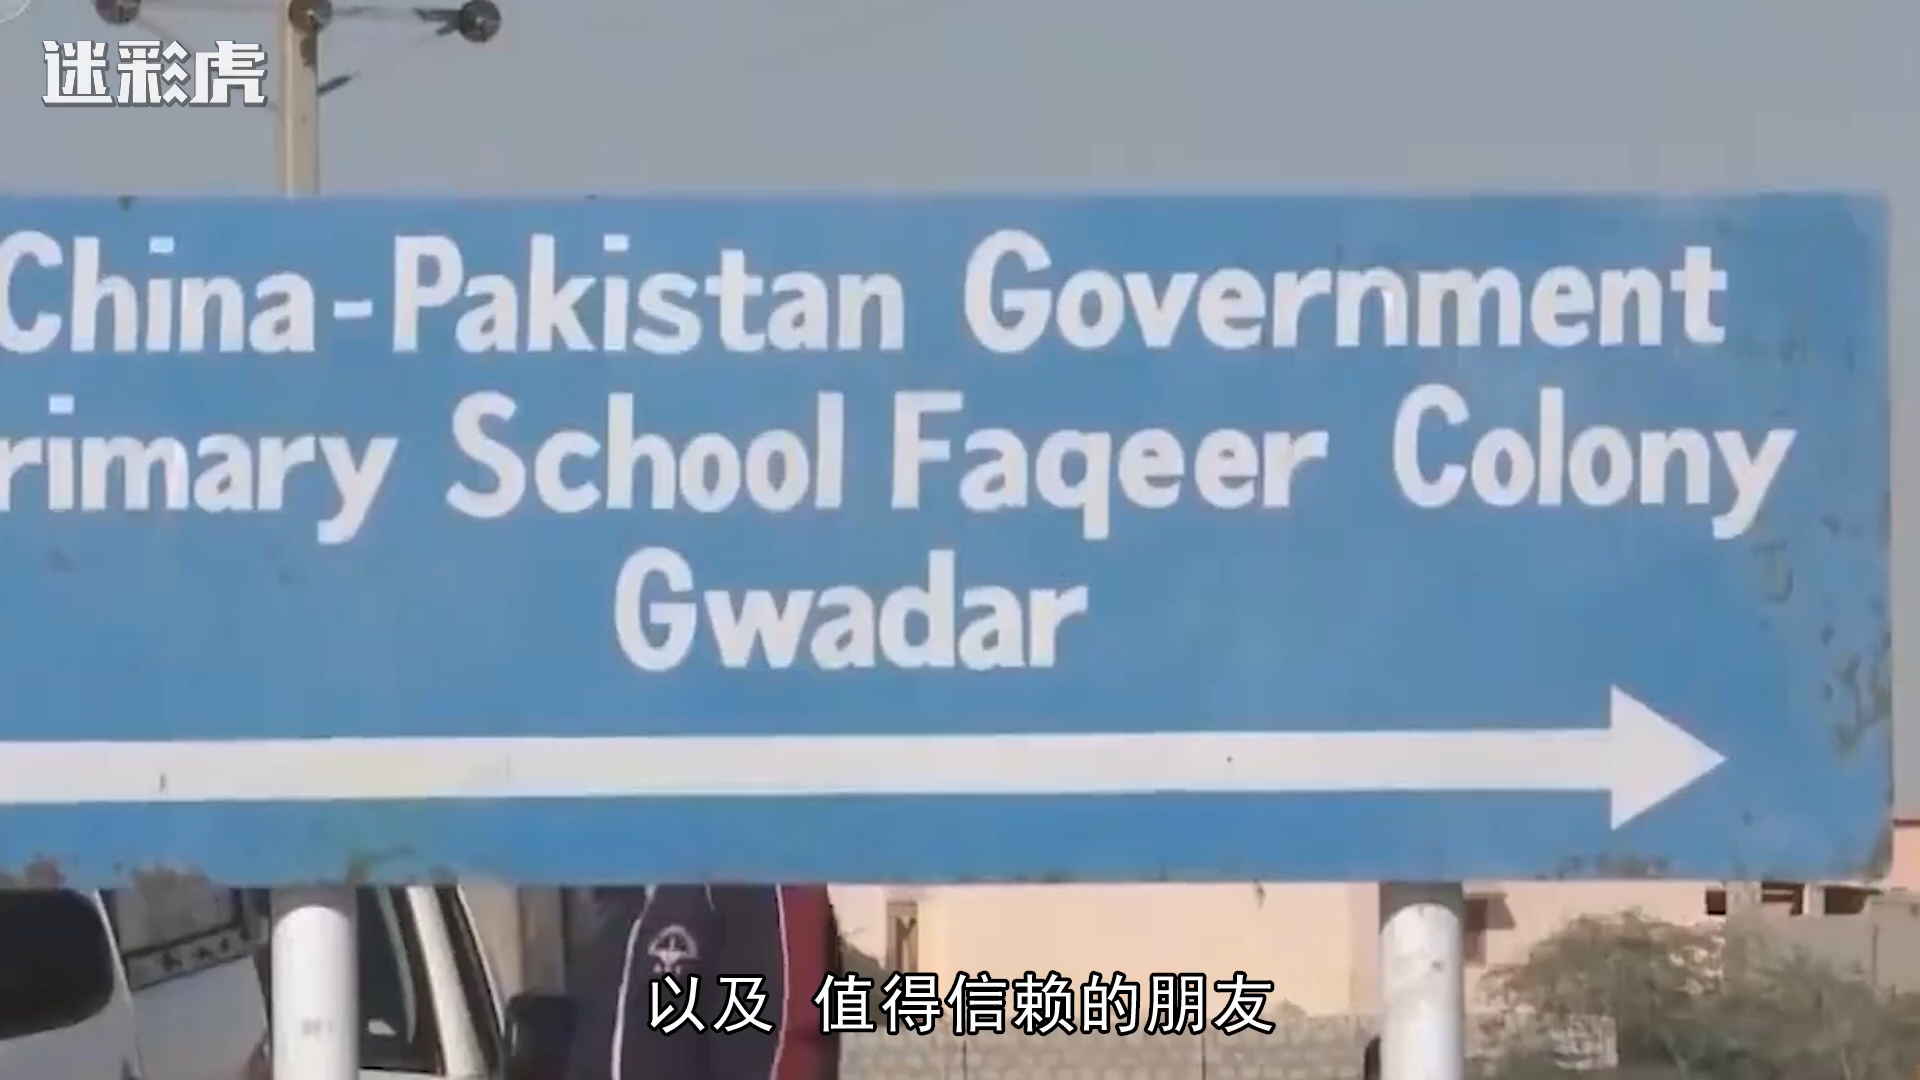 迷彩虎
China-Pakistan Government
rimary School Faqeer Colony
Gwadar
以及 值得信赖的朋友